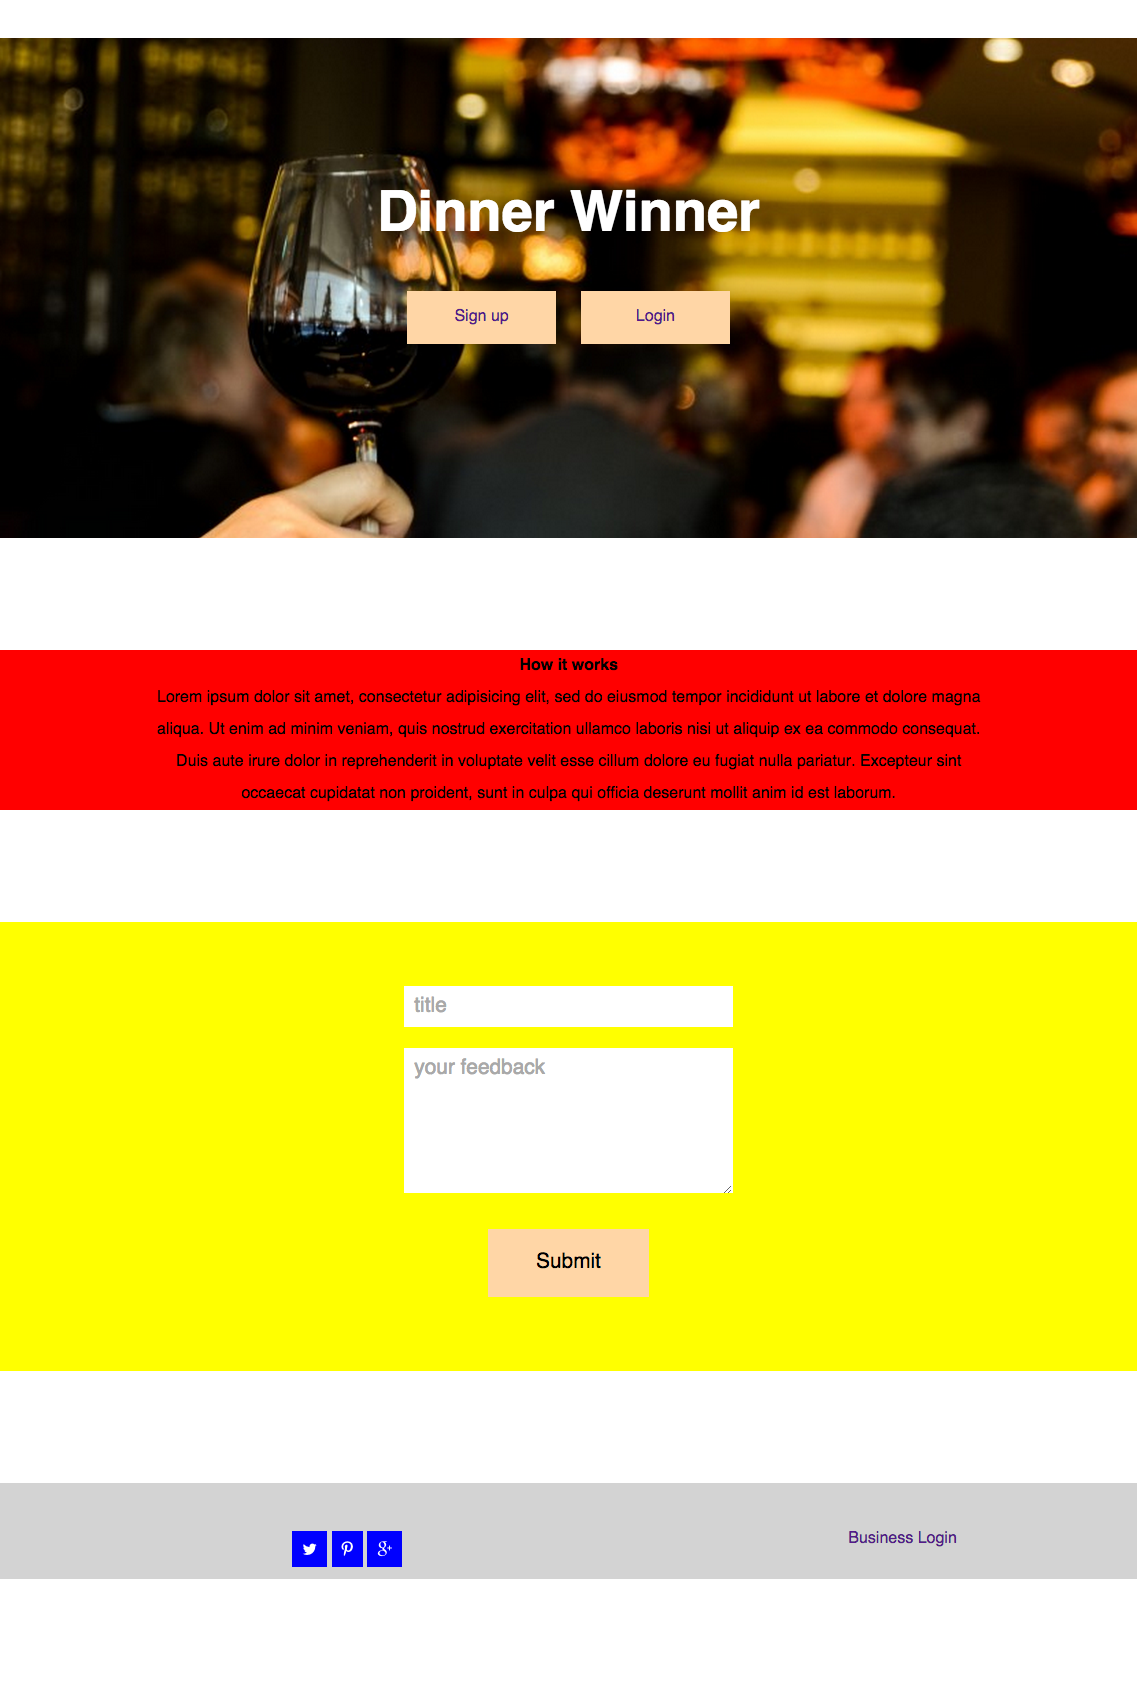 Dinner Winner
Sign up
Login
How it works
Lorem ipsum dolor sit amet, consectetur adipisicing elit, sed do eiusmod tempor incididunt ut labore et dolore magna
aliqua. Ut enim ad minim veniam, quis nostrud exercitation ullamco laboris nisi ut aliquip ex ea commodo consequat.
Duis aute irure dolor in reprehenderit in voluptate velit esse cillum dolore eu fugiat nulla pariatur. Excepteur sint
occaecat cupidatat non proident, sunt in culpa qui officia deserunt mollit anim id est laborum.
title
your feedback
Submit
Business Login